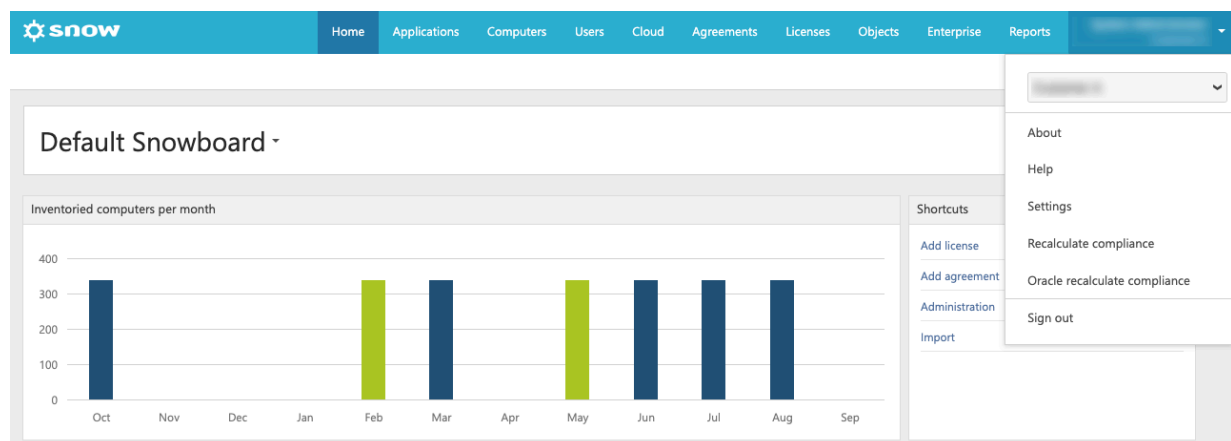 snow
Home Applications Computers Users Cloud Agreements Licenses Objects Enterprise Reports
Default Snowboard
Inventoried computers per month
400
300
200
100
0
Oct Nov Dec Jan Feb Mar Apr May Jun Jul Aug Sep
Shortcuts
Add license
Add agreement
Administration
Import
About
Help
Settings
Recalculate compliance
Oracle recalculate compliance
Sign out